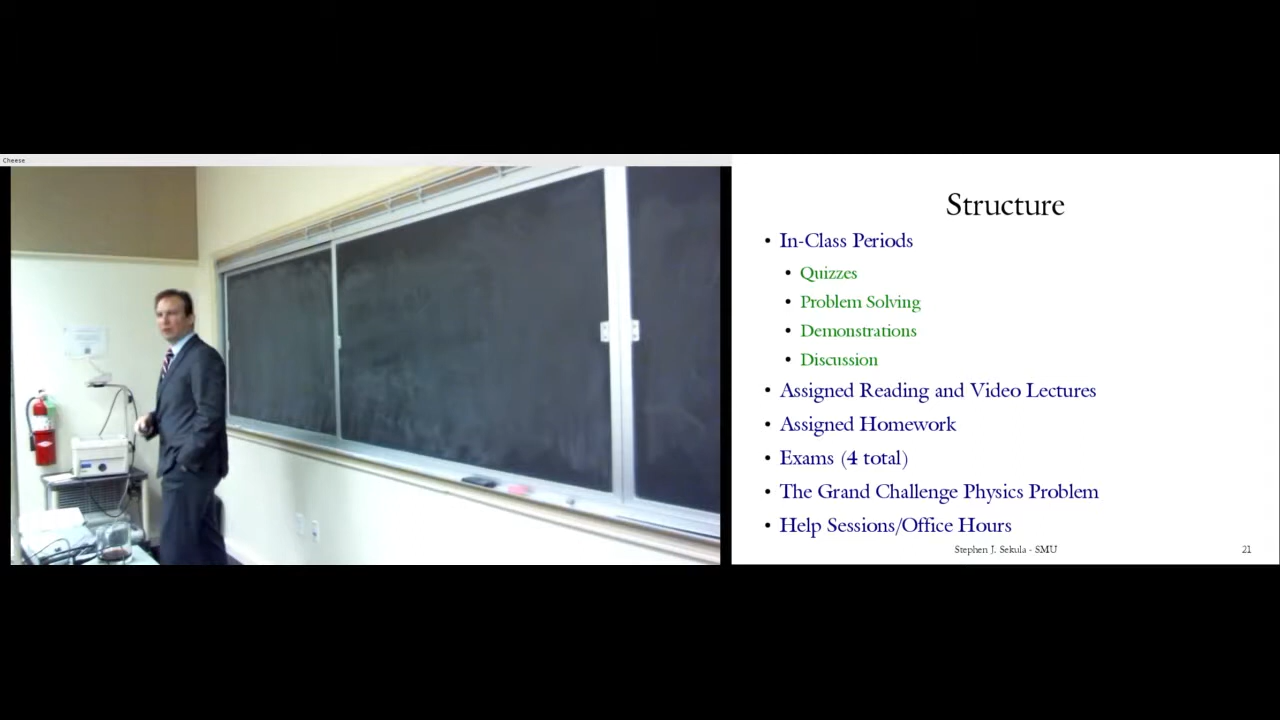 Cheese
Structure
• In-Class Periods
• Quizzes
• Problem Solving
• Demonstrations
• Discussion
• Assigned Reading and Video Lectures
• Assigned Homework
• Exams (4 total)
• The Grand Challenge Physics Problem
• Help Sessions/Office Hours
Stephen J. Sekula - SMU
21